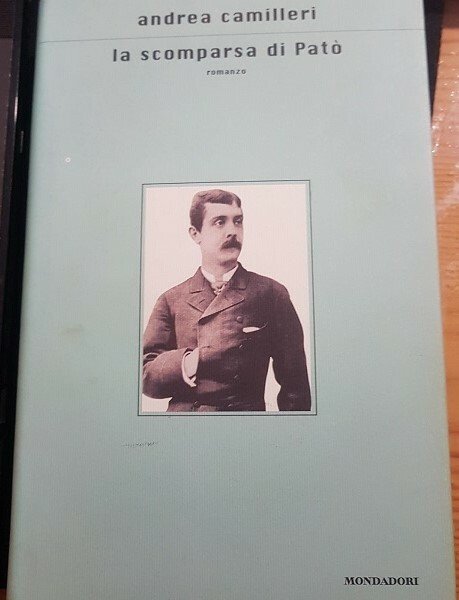 andrea camilleri
la scomparsa di Patò
romanzo
MONDADORI